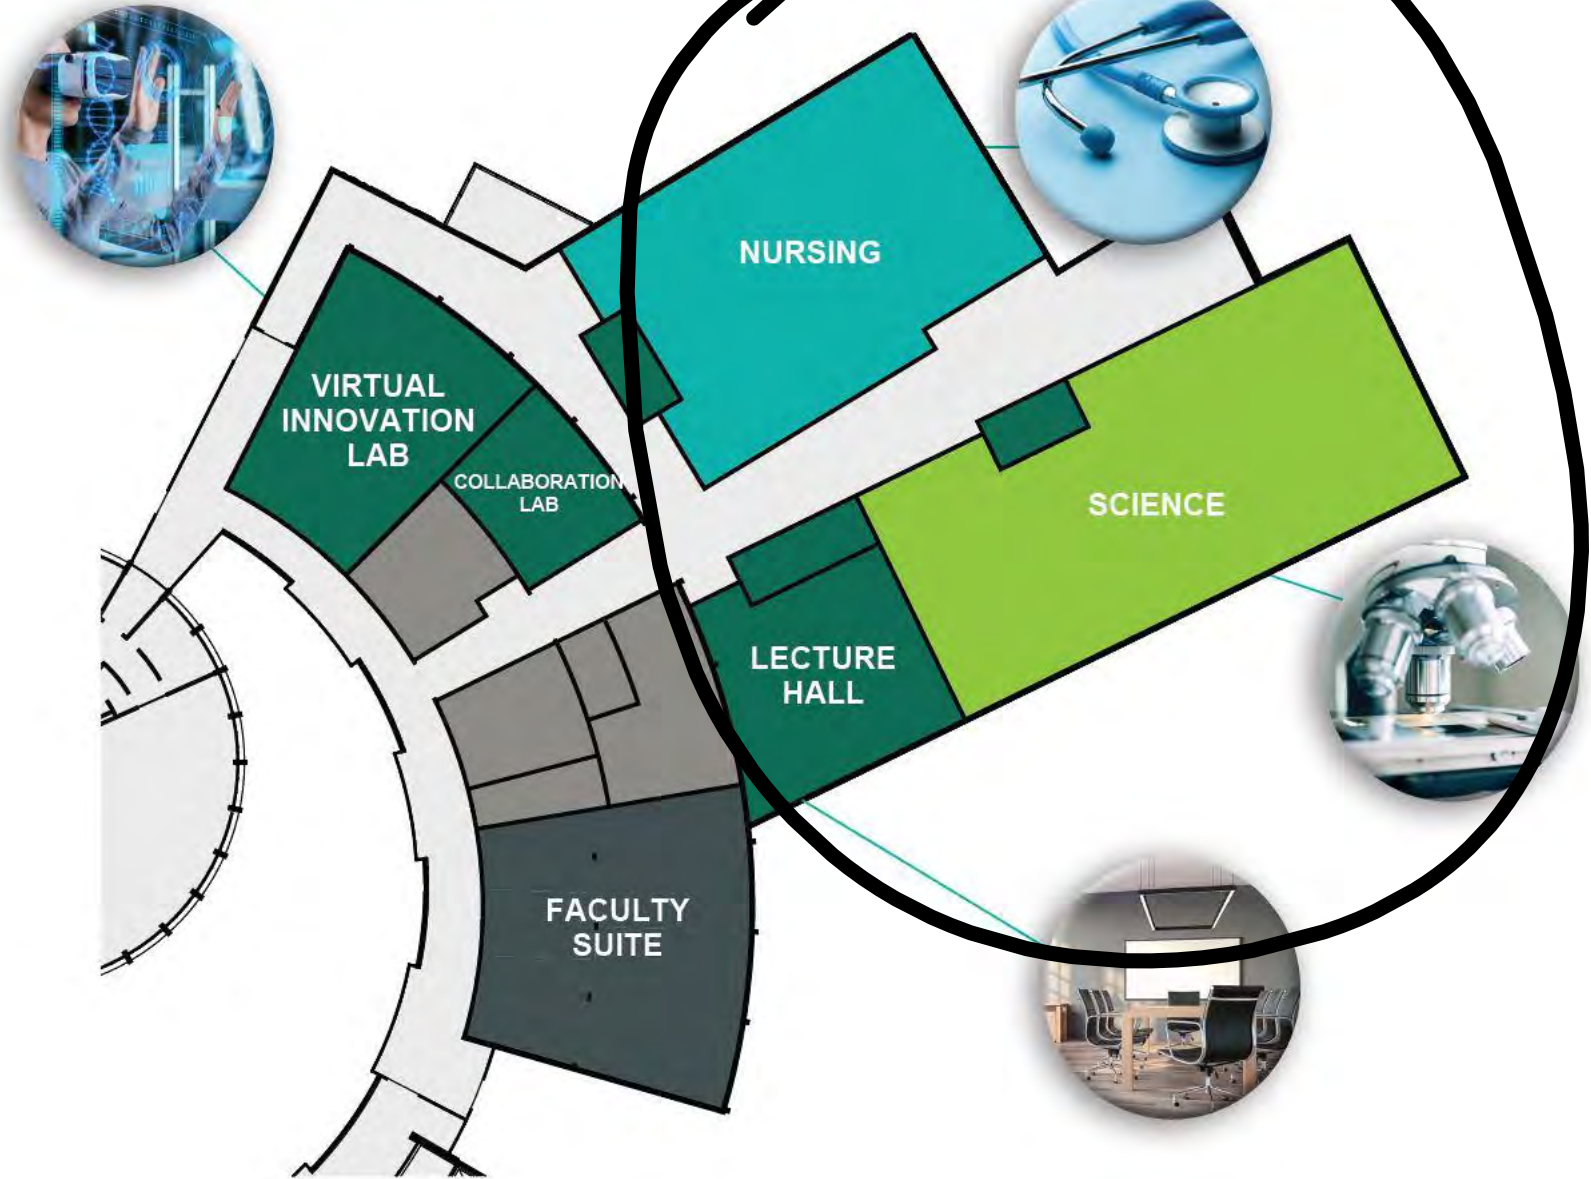 NURSING
VIRTUAL
INNOVATION
LAB
COLLABORATION
LAB
SCIENCE
LECTURE
HALL
FACULTY
SUITE